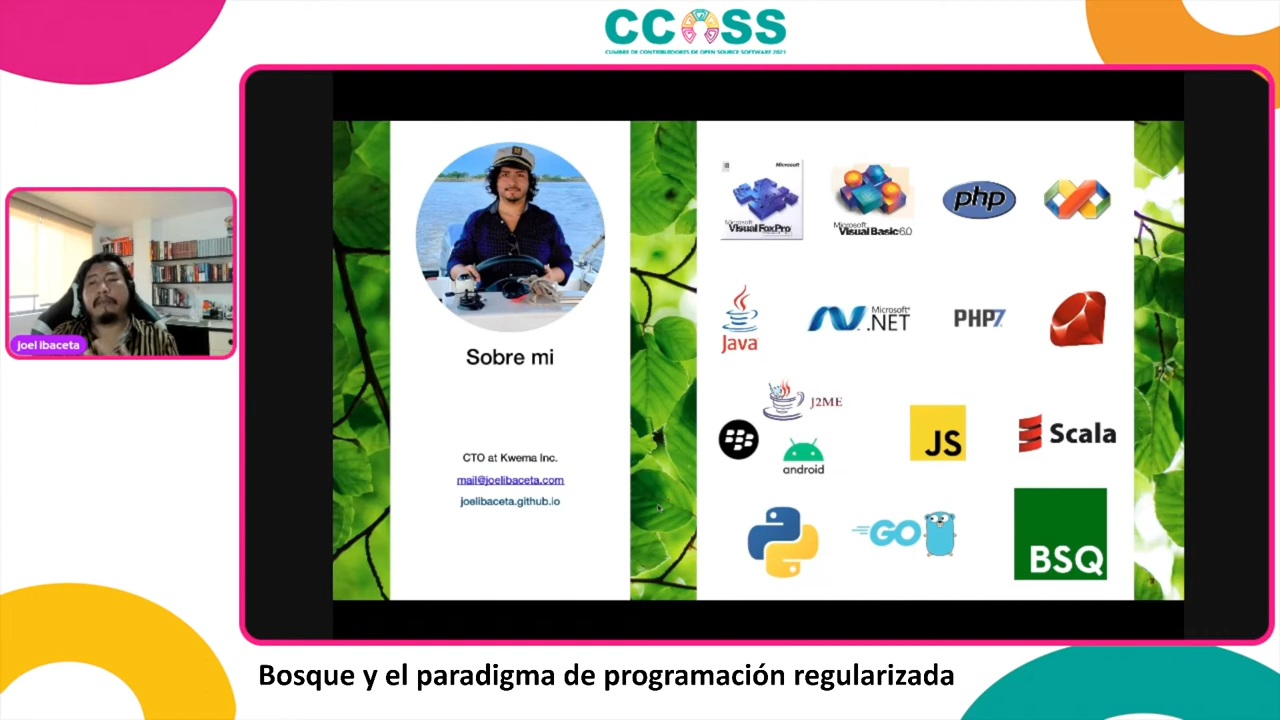 CCOSS
CUMBRE DE CONTRIBUIDORES DE OPEN SOURCE SOFTWARE 2021
joel ibaceta
Sobre mi
CTO at Kwema Inc.
mail@joelibaceta.com
joelibaceta.github.io
Microsoft
Microsoft
Visual FoxPro
Microsoft
Visual Basic 6.0
php
Java
Microsoft
.NET
PHP7
J2ME
android
JS
Scala
GO
BSQ
Bosque y el paradigma de programación regularizada